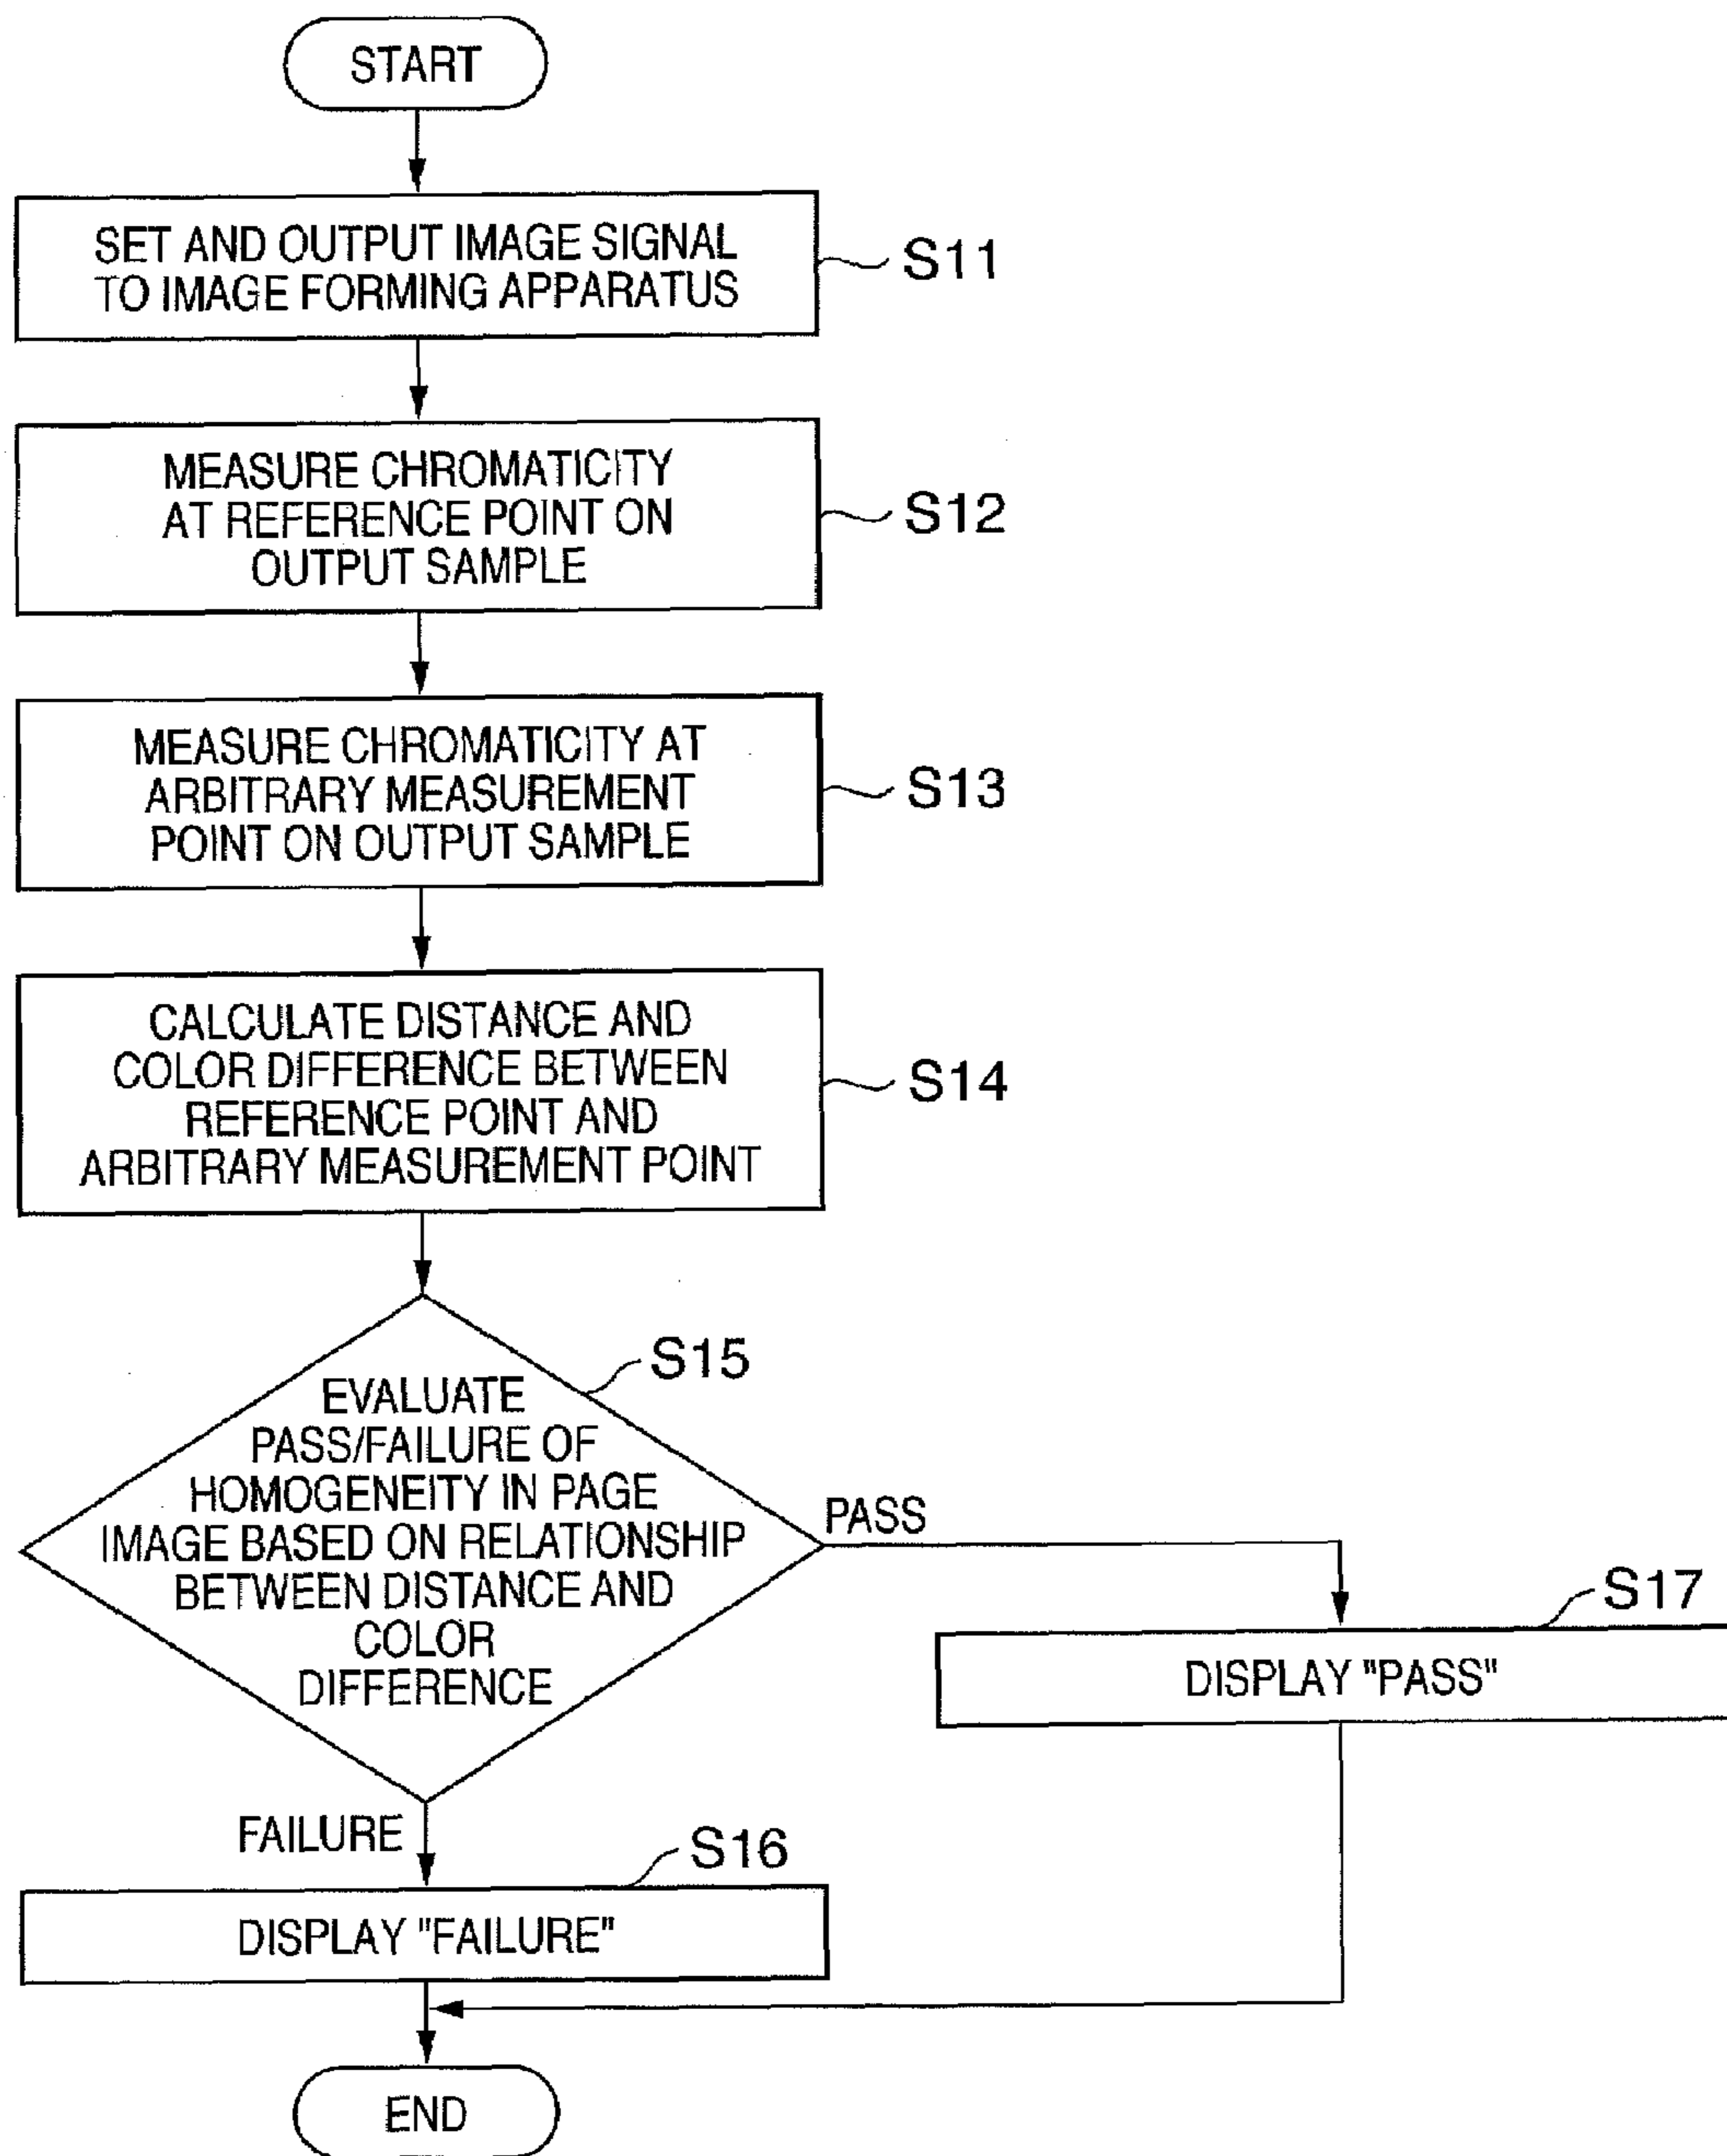 START
SET AND OUTPUT IMAGE SIGNAL
TO IMAGE FORMING APPARATUS
S11
MEASURE CHROMATICITY
AT REFERENCE POINT ON
OUTPUT SAMPLE
S12
MEASURE CHROMATICITY AT
ARBITRARY MEASUREMENT
POINT ON OUTPUT SAMPLE
S13
CALCULATE DISTANCE AND
COLOR DIFFERENCE BETWEEN
REFERENCE POINT AND
ARBITRARY MEASUREMENT POINT
S14
S15
EVALUATE
PASS/FAILURE OF
HOMOGENEITY IN PAGE
IMAGE BASED ON RELATIONSHIP
BETWEEN DISTANCE AND
COLOR
DIFFERENCE
PASS
S17
DISPLAY "PASS"
FAILURE
S16
DISPLAY "FAILURE"
END